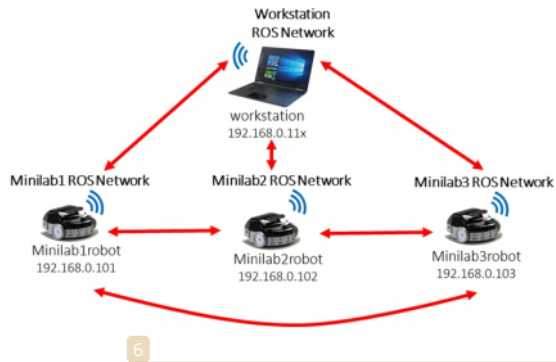 Workstation
ROS Network
workstation
192.168.0.11x
Minilab1 ROS Network
Minilab2 ROS Network
Minilab3 ROS Network
Minilab1robot
192.168.0.101
Minilab2robot
192.168.0.102
Minilab3robot
192.168.0.103
6